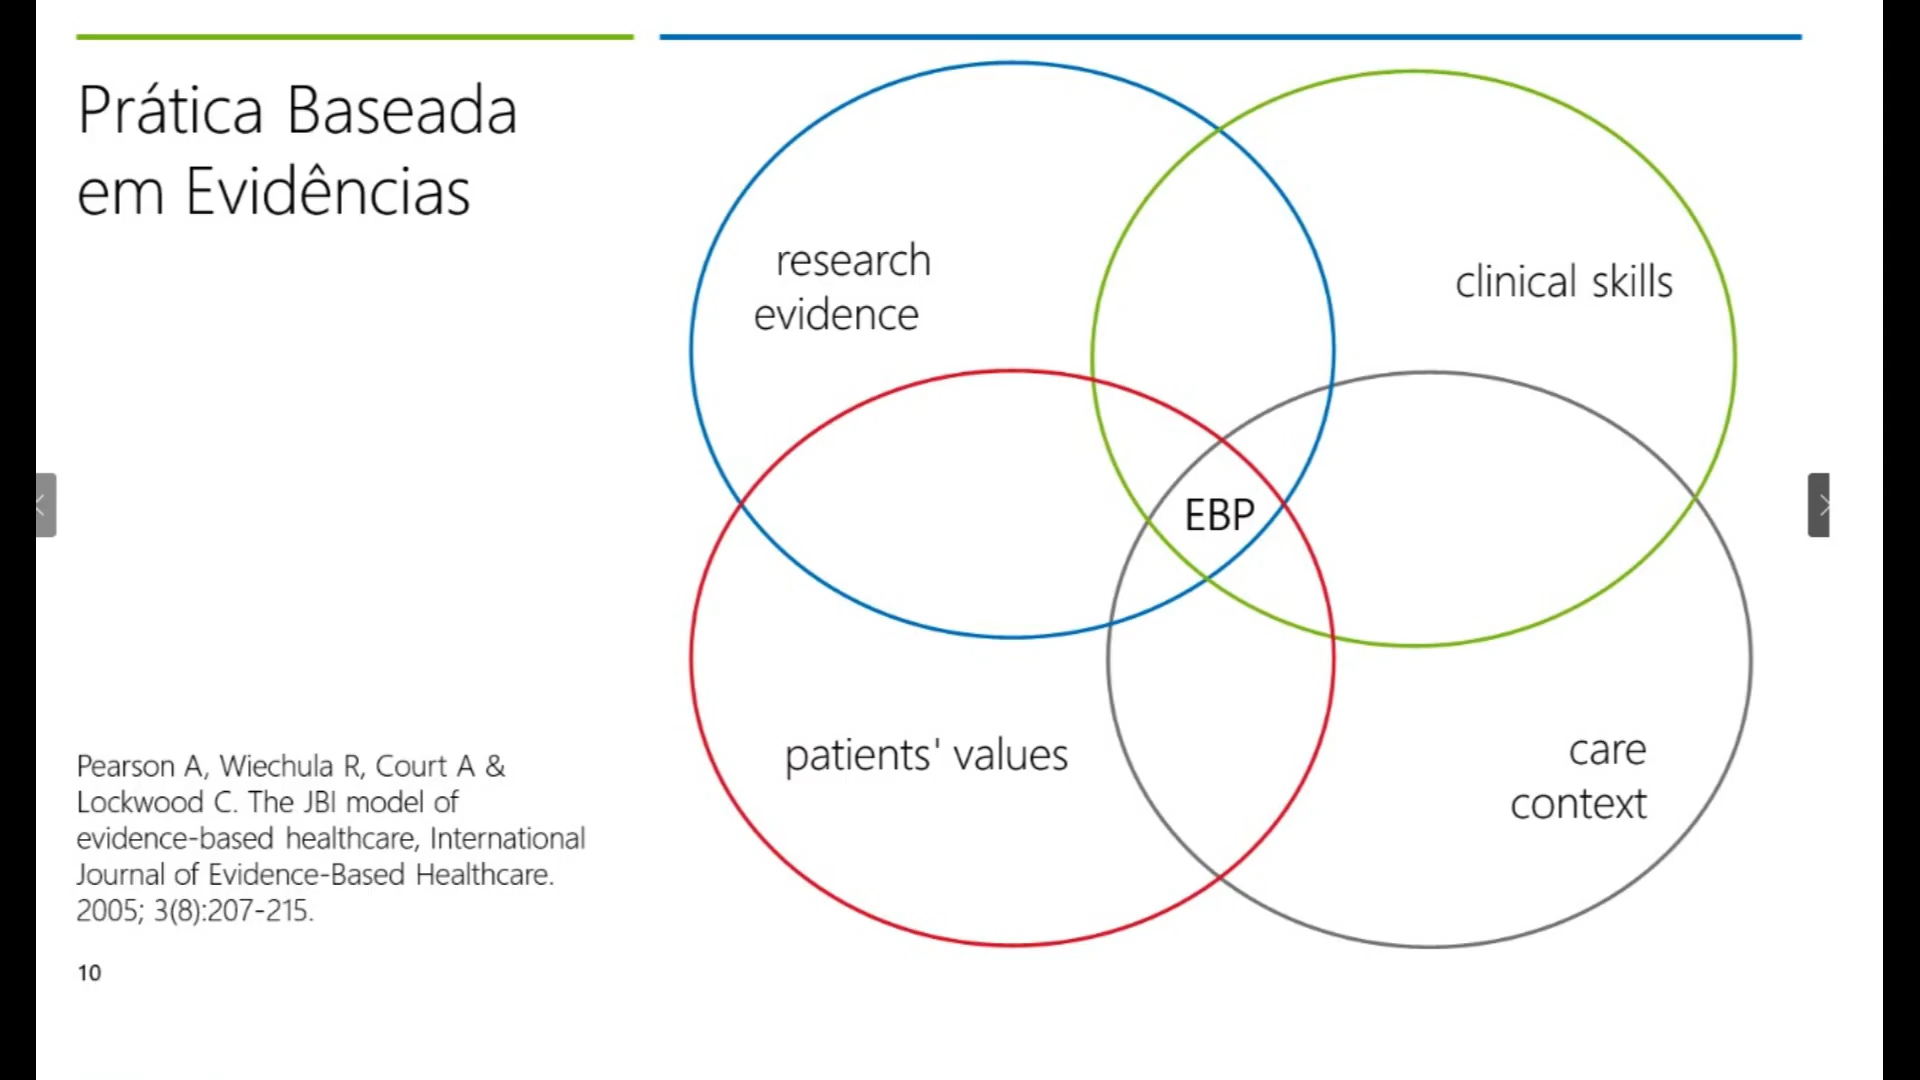 Prática Baseada
em Evidências
research
evidence
clinical skills
EBP
patients' values
care
context
Pearson A, Wiechula R, Court A &
Lockwood C. The JBI model of
evidence-based healthcare, International
Journal of Evidence-Based Healthcare.
2005; 3(8):207-215.
10